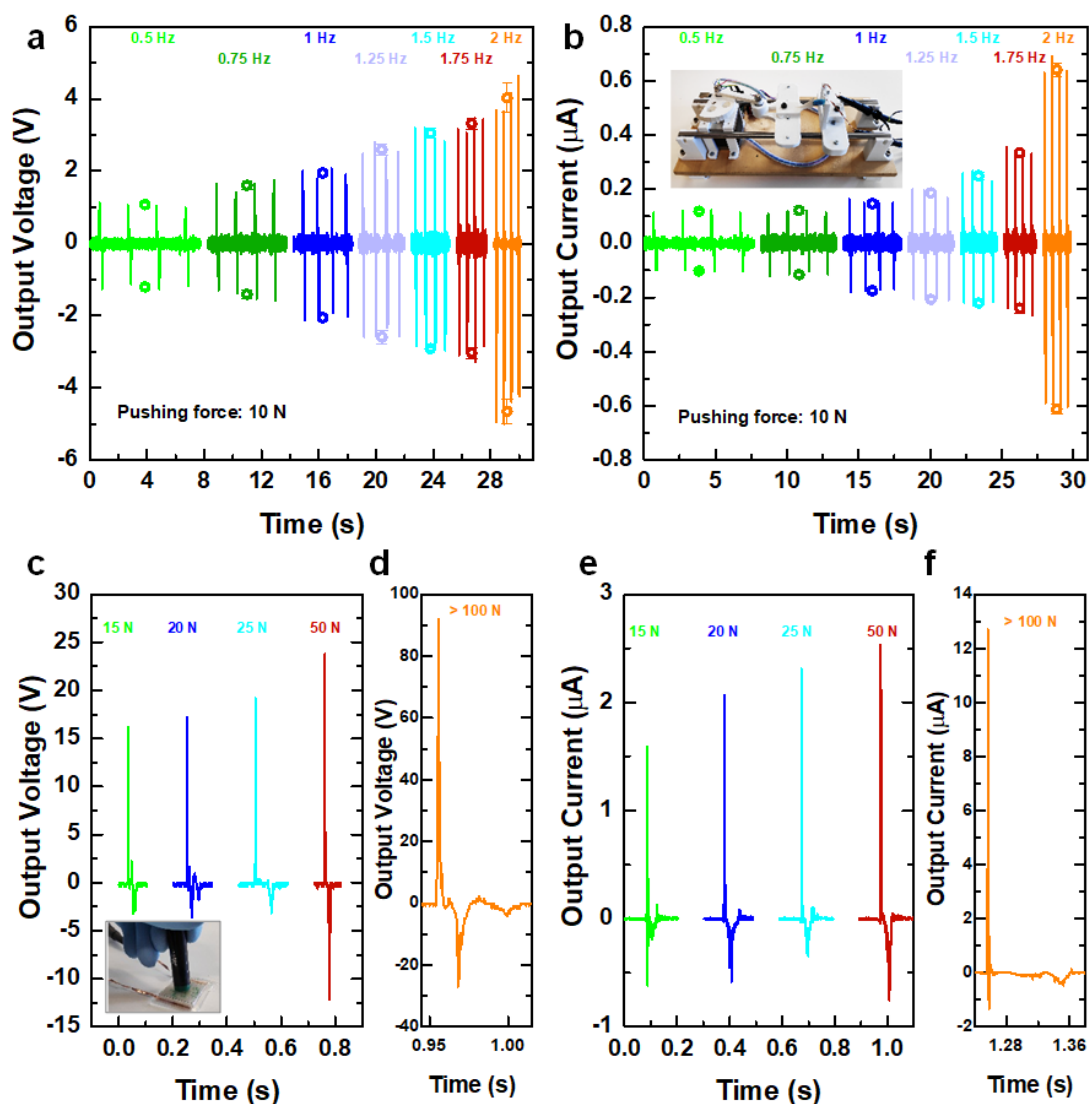 a
0.5 Hz 1 Hz 1.5 Hz 2 Hz
0.75 Hz 1.25 Hz 1.75 Hz
6
4
2
0
-2
-4
-6
Output Voltage (V)
Pushing force: 10 N
0 4 8 12 16 20 24 28
Time (s)
b
0.5 Hz 1 Hz 1.5 Hz 2 Hz
0.75 Hz 1.25 Hz 1.75 Hz
0.8
0.6
0.4
0.2
0.0
-0.2
-0.4
-0.6
-0.8
Output Current (μA)
Pushing force: 10 N
0 5 10 15 20 25 30
Time (s)
c
15 N 20 N 25 N 50 N
30
25
20
15
10
5
0
-5
-10
-15
Output Voltage (V)
0.0 0.2 0.4 0.6 0.8
Time (s)
d
> 100 N
100
80
60
40
20
0
-20
-40
Output Voltage (V)
0.95 1.00
Time (s)
e
15 N 20 N 25 N 50 N
3
2
1
0
-1
Output Current (μA)
0.0 0.2 0.4 0.6 0.8 1.0
Time (s)
f
> 100 N
14
12
10
8
6
4
2
0
-2
Output Current (μA)
1.28 1.36
Time (s)